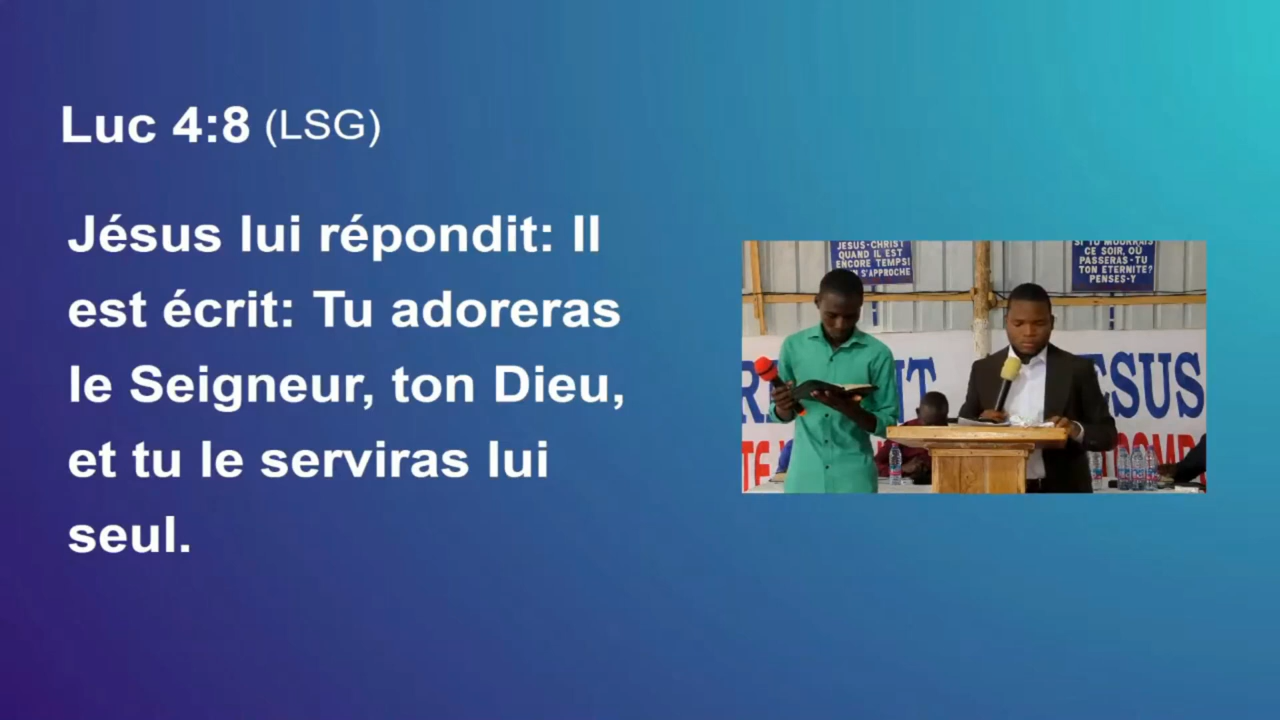 Luc 4:8 (LSG)
Jésus lui répondit: Il
est écrit: Tu adoreras
le Seigneur, ton Dieu,
et tu le serviras lui
seul.
JESUS-CHRIST
QUAND IL EST
ENCORE TEMPS!
S'APPROCHE
SI TU MOURRAIS
CE SOIR, OÙ
PASSERAS-TU
TON ETERNITE?
PENSES-Y
ESUS